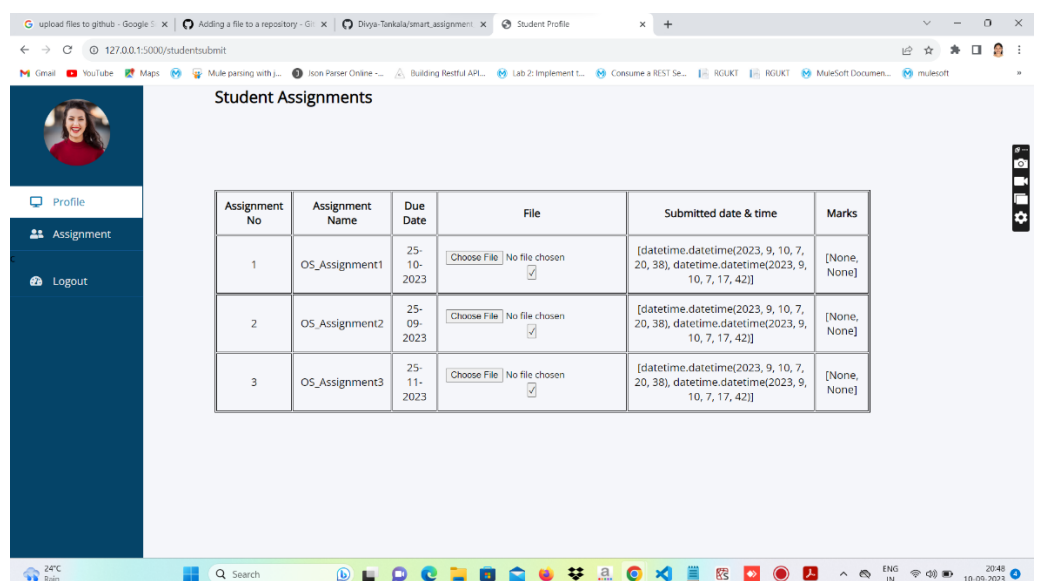 upload files to github - Google S
Adding a file to a repository - Git
Divya-Tankala/smart_assignment
Student Profile
127.0.0.1:5000/studentsubmit
Gmail
YouTube
Maps
Mule parsing with j...
Json Parser Online -...
Building Restful API...
Lab 2: Implement t...
Consume a REST Se...
RGUKT
RGUKT
MuleSoft Documen...
mulesoft
»
Student Assignments
Profile
Assignment
Logout
Assignment
No
Assignment
Name
Due
Date
File
Submitted date & time
Marks
1
OS_Assignment1
25-
10-
2023
Choose File No file chosen
[datetime.datetime(2023, 9, 10, 7,
20, 38), datetime.datetime(2023, 9,
10, 7, 17, 42)]
[None,
None]
2
OS_Assignment2
25-
09-
2023
Choose File No file chosen
[datetime.datetime(2023, 9, 10, 7,
20, 38), datetime.datetime(2023, 9,
10, 7, 17, 42)]
[None,
None]
3
OS_Assignment3
25-
11-
2023
Choose File No file chosen
[datetime.datetime(2023, 9, 10, 7,
20, 38), datetime.datetime(2023, 9,
10, 7, 17, 42)]
[None,
None]
24°C
Rain
Search
ENG
IN
20:48
10-09-2023
4